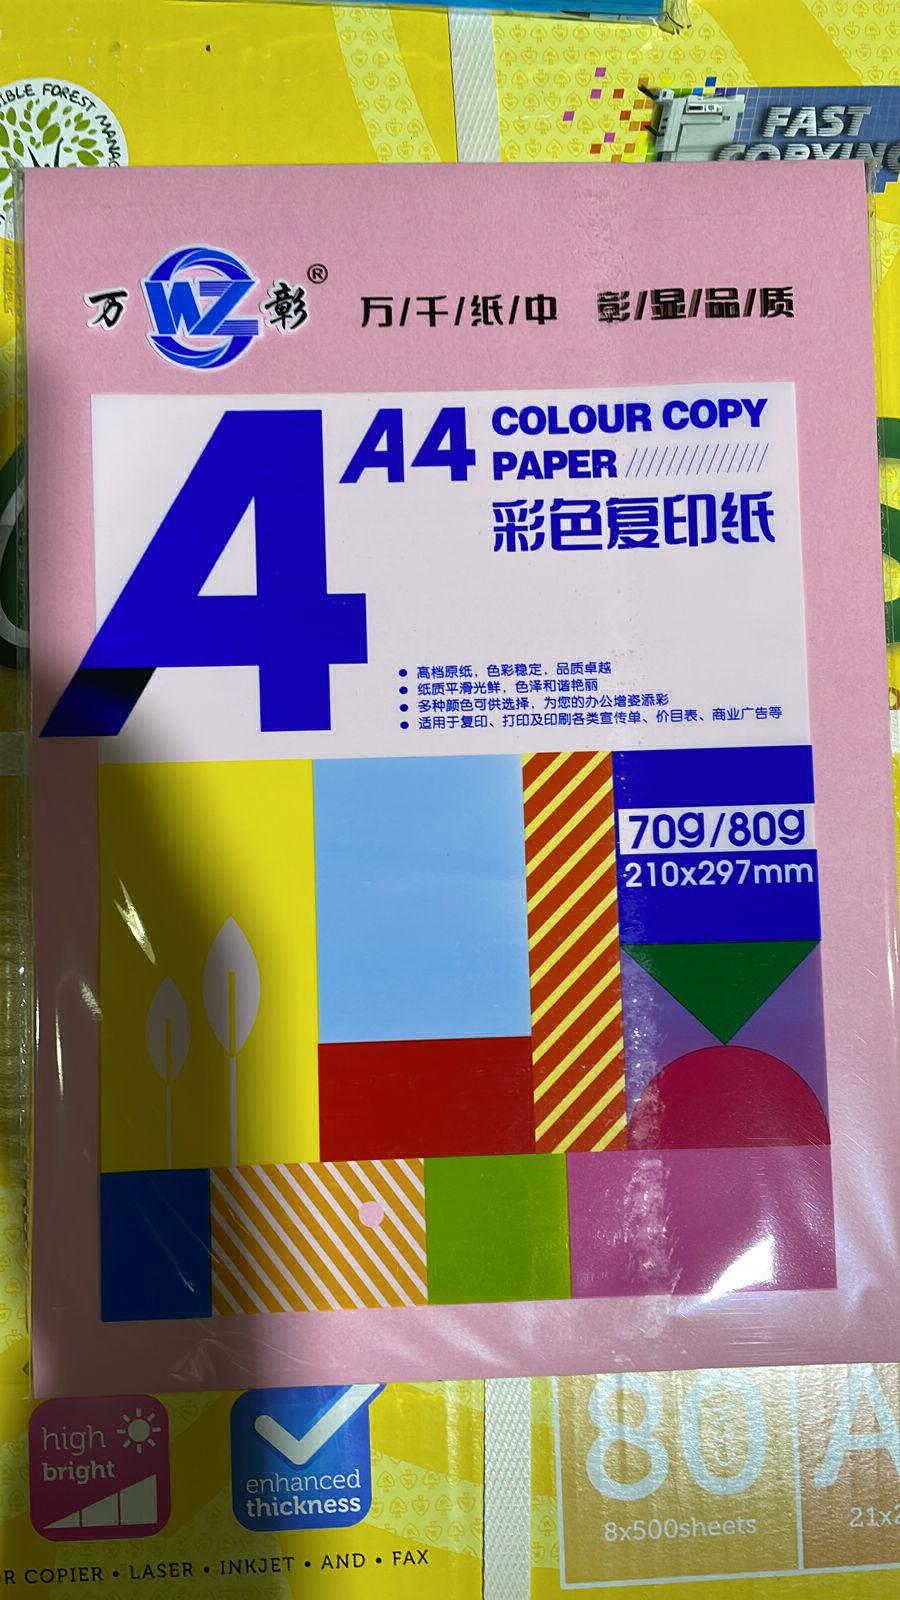 IBLE FOREST MANAG
FAST
COPYING
万 WZ 彰®
万/千/纸/中 彰/显/品/质
A4
A4
COLOUR COPY
PAPER
彩色复印纸
高档原纸，色彩稳定，品质卓越
纸质平滑光鲜，色泽和谐艳丽
多种颜色可供选择，为您的办公增姿添彩
适用于复印、打印及印刷各类宣传单、价目表、商业广告等
70g/80g
210x297mm
high
bright
enhanced
thickness
80
A
8x500sheets
21x2
R COPIER • LASER • INKJET • AND • FAX